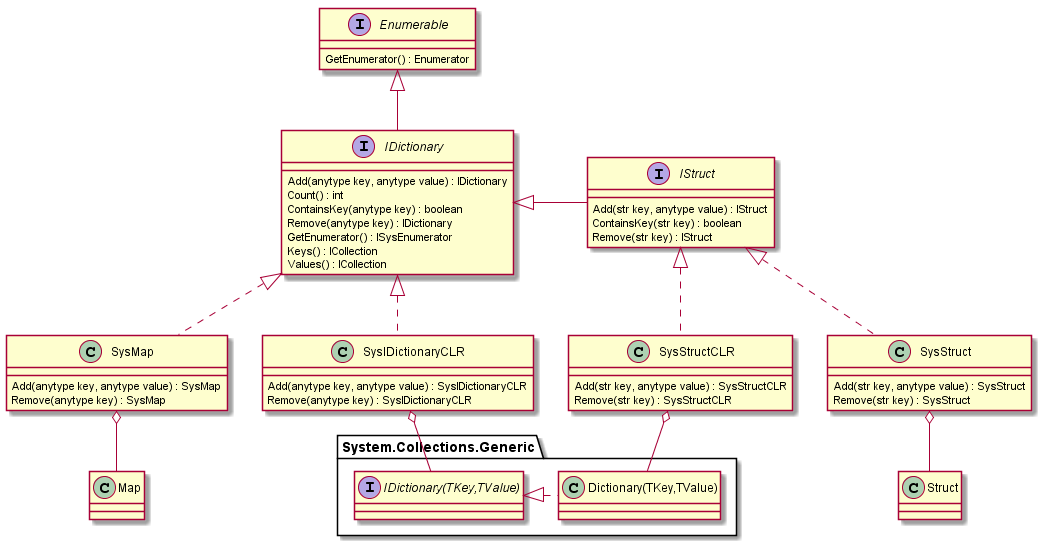 I Enumerable
GetEnumerator() : Enumerator
I IDictionary
Add(anytype key, anytype value) : IDictionary
Count() : int
ContainsKey(anytype key) : boolean
Remove(anytype key) : IDictionary
GetEnumerator() : ISysEnumerator
Keys() : ICollection
Values() : ICollection
I IStruct
Add(str key, anytype value) : IStruct
ContainsKey(str key) : boolean
Remove(str key) : IStruct
C SysMap
Add(anytype key, anytype value) : SysMap
Remove(anytype key) : SysMap
C SysIDictionaryCLR
Add(anytype key, anytype value) : SysIDictionaryCLR
Remove(anytype key) : SysIDictionaryCLR
C SysStructCLR
Add(str key, anytype value) : SysStructCLR
Remove(str key) : SysStructCLR
C SysStruct
Add(str key, anytype value) : SysStruct
Remove(str key) : SysStruct
System.Collections.Generic
C Map
I IDictionary(TKey,TValue)
C Dictionary(TKey,TValue)
C Struct